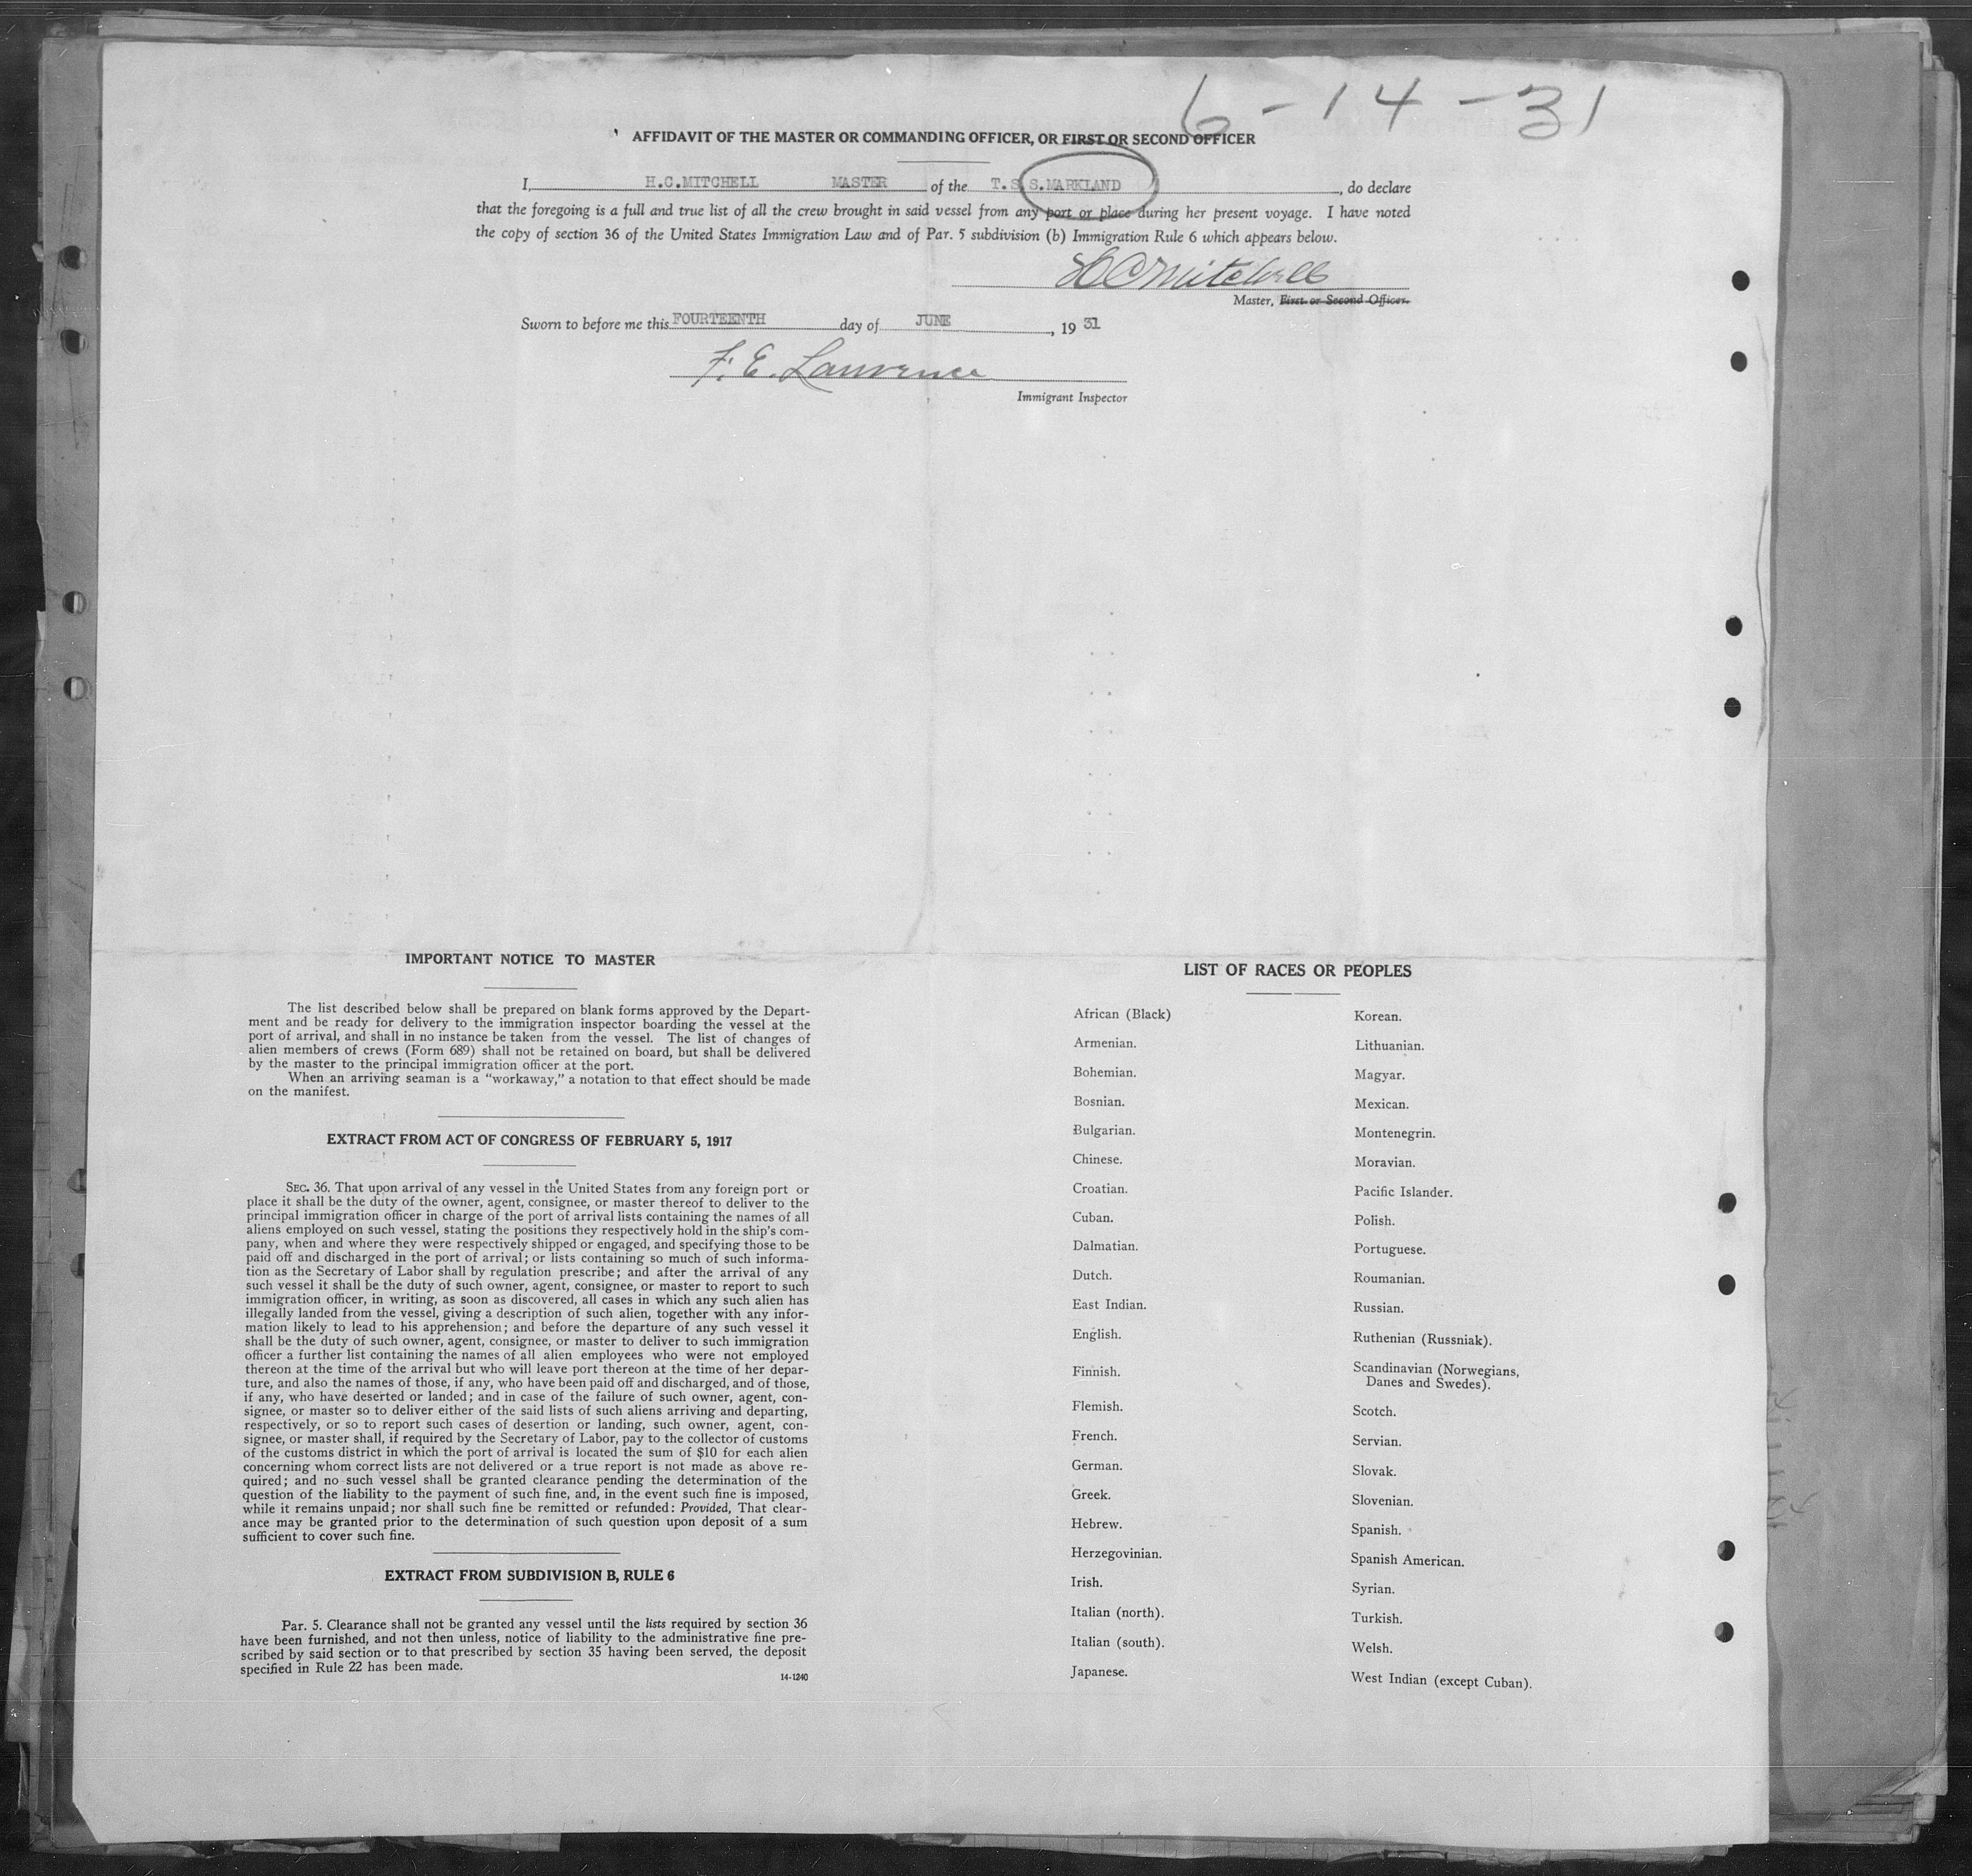 6-14-31
AFFIDAVIT OF THE MASTER OR COMMANDING OFFICER, OR FIRST OR SECOND OFFICER
I, H.C.MITCHELL MASTER of the T.S.S.MARKLAND, do declare
that the foregoing is a full and true list of all the crew brought in said vessel from any port or place during her present voyage. I have noted
the copy of section 36 of the United States Immigration Law and of Par. 5 subdivision (b) Immigration Rule 6 which appears below.
H C Mitchell
Master, First or Second Officer.
Sworn to before me this FOURTEENTH day of JUNE, 19 31
F. E. Lawrence
Immigrant Inspector
IMPORTANT NOTICE TO MASTER
The list described below shall be prepared on blank forms approved by the Depart-
ment and be ready for delivery to the immigration inspector boarding the vessel at the
port of arrival, and shall in no instance be taken from the vessel. The list of changes of
alien members of crews (Form 689) shall not be retained on board, but shall be delivered
by the master to the principal immigration officer at the port.
When an arriving seaman is a "workaway," a notation to that effect should be made
on the manifest.
EXTRACT FROM ACT OF CONGRESS OF FEBRUARY 5, 1917
SEC. 36. That upon arrival of any vessel in the United States from any foreign port or
place it shall be the duty of the owner, agent, consignee, or master thereof to deliver to the
principal immigration officer in charge of the port of arrival lists containing the names of all
aliens employed on such vessel, stating the positions they respectively hold in the ship's com-
pany, when and where they were respectively shipped or engaged, and specifying those to be
paid off and discharged in the port of arrival; or lists containing so much of such informa-
tion as the Secretary of Labor shall by regulation prescribe; and after the arrival of any
such vessel it shall be the duty of such owner, agent, consignee, or master to report to such
immigration officer, in writing, as soon as discovered, all cases in which any such alien has
illegally landed from the vessel, giving a description of such alien, together with any infor-
mation likely to lead to his apprehension; and before the departure of any such vessel it
shall be the duty of such owner, agent, consignee, or master to deliver to such immigration
officer a further list containing the names of all alien employees who were not employed
thereon at the time of the arrival but who will leave port thereon at the time of her depar-
ture, and also the names of those, if any, who have been paid off and discharged, and of those,
if any, who have deserted or landed; and in case of the failure of such owner, agent, con-
signee, or master so to deliver either of the said lists of such aliens arriving and departing,
respectively, or so to report such cases of desertion or landing, such owner, agent, con-
signee, or master shall, if required by the Secretary of Labor, pay to the collector of customs
of the customs district in which the port of arrival is located the sum of $10 for each alien
concerning whom correct lists are not delivered or a true report is not made as above re-
quired; and no such vessel shall be granted clearance pending the determination of the
question of the liability to the payment of such fine, and, in the event such fine is imposed,
while it remains unpaid; nor shall such fine be remitted or refunded: Provided, That clear-
ance may be granted prior to the determination of such question upon deposit of a sum
sufficient to cover such fine.
EXTRACT FROM SUBDIVISION B, RULE 6
Par. 5. Clearance shall not be granted any vessel until the lists required by section 36
have been furnished, and not then unless, notice of liability to the administrative fine pre-
scribed by said section or to that prescribed by section 35 having been served, the deposit
specified in Rule 22 has been made.
14-1240
LIST OF RACES OR PEOPLES
African (Black)
Armenian.
Bohemian.
Bosnian.
Bulgarian.
Chinese.
Croatian.
Cuban.
Dalmatian.
Dutch.
East Indian.
English.
Finnish.
Flemish.
French.
German.
Greek.
Hebrew.
Herzegovinian.
Irish.
Italian (north).
Italian (south).
Japanese.
Korean.
Lithuanian.
Magyar.
Mexican.
Montenegrin.
Moravian.
Pacific Islander.
Polish.
Portuguese.
Roumanian.
Russian.
Ruthenian (Russniak).
Scandinavian (Norwegians,
Danes and Swedes).
Scotch.
Servian.
Slovak.
Slovenian.
Spanish.
Spanish American.
Syrian.
Turkish.
Welsh.
West Indian (except Cuban).